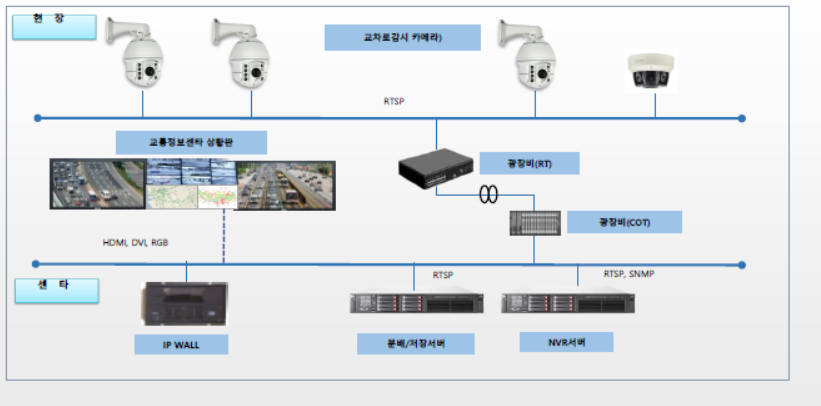 현 장
교차로감시 카메라)
RTSP
교통정보센타 상황판
광장비(RT)
광장비(COT)
HDMI, DVI, RGB
센 타
RTSP
RTSP, SNMP
IP WALL
분배/저장서버
NVR서버